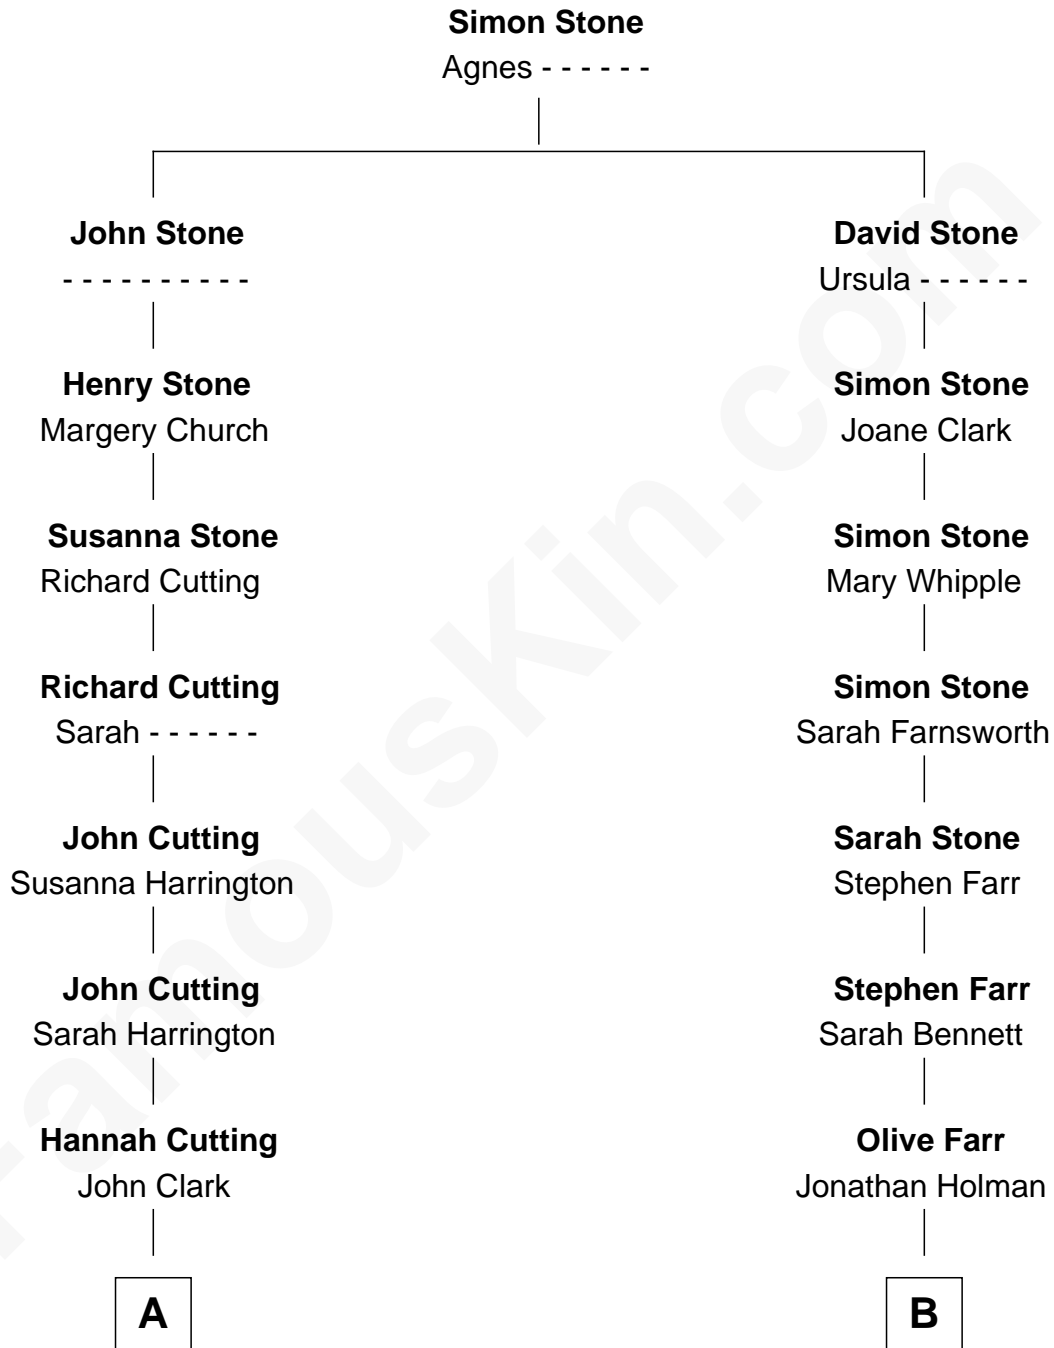 Simon Stone
Agnes - - - - - -
John Stone
- - - - - - - - - -
David Stone
Ursula - - - - - -
Henry Stone
Margery Church
Simon Stone
Joane Clark
Susanna Stone
Richard Cutting
Simon Stone
Mary Whipple
Richard Cutting
Sarah - - - - - -
Simon Stone
Sarah Farnsworth
John Cutting
Susanna Harrington
Sarah Stone
Stephen Farr
John Cutting
Sarah Harrington
Stephen Farr
Sarah Bennett
Hannah Cutting
John Clark
Olive Farr
Jonathan Holman
A
B
FamousKin.com